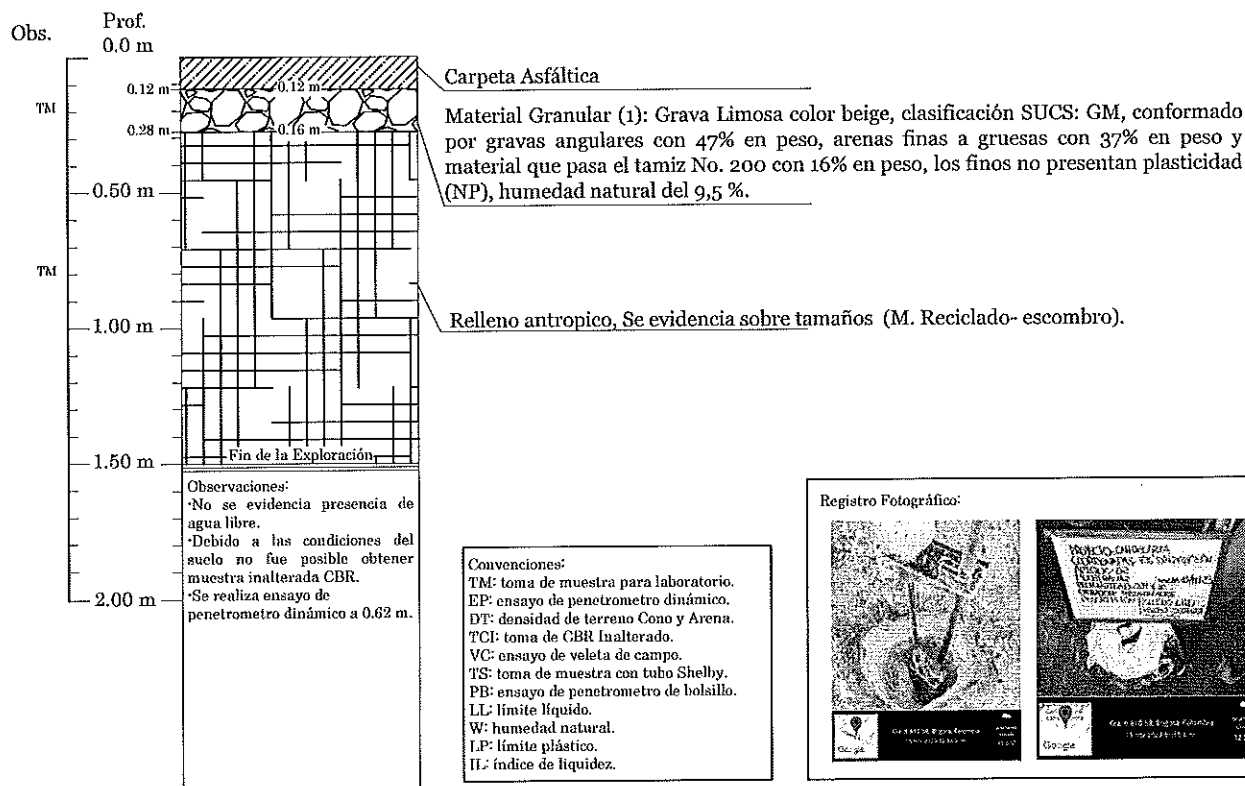 Obs.
Prof.
0.0 m
0.12 m
0.12 m
TM
0.28 m
0.16 m
0.50 m
TM
1.00 m
1.50 m
2.00 m
Carpeta Asfáltica
Material Granular (1): Grava Limosa color beige, clasificación SUCS: GM, conformado
por gravas angulares con 47% en peso, arenas finas a gruesas con 37% en peso y
material que pasa el tamiz No. 200 con 16% en peso, los finos no presentan plasticidad
(NP), humedad natural del 9,5 %.
Relleno antropico, Se evidencia sobre tamaños (M. Reciclado- escombro).
Fin de la Exploración
Observaciones:
·No se evidencia presencia de
agua libre.
·Debido a las condiciones del
suelo no fue posible obtener
muestra inalterada CBR.
·Se realiza ensayo de
penetrometro dinámico a 0.62 m.
Convenciones:
TM: toma de muestra para laboratorio.
EP: ensayo de penetrometro dinámico.
DT: densidad de terreno Cono y Arena.
TCI: toma de CBR Inalterado.
VC: ensayo de veleta de campo.
TS: toma de muestra con tubo Shelby.
PB: ensayo de penetrometro de bolsillo.
LL: límite líquido.
W: humedad natural.
LP: límite plástico.
IL: índice de liquidez.
Registro Fotográfico:
Google
Google